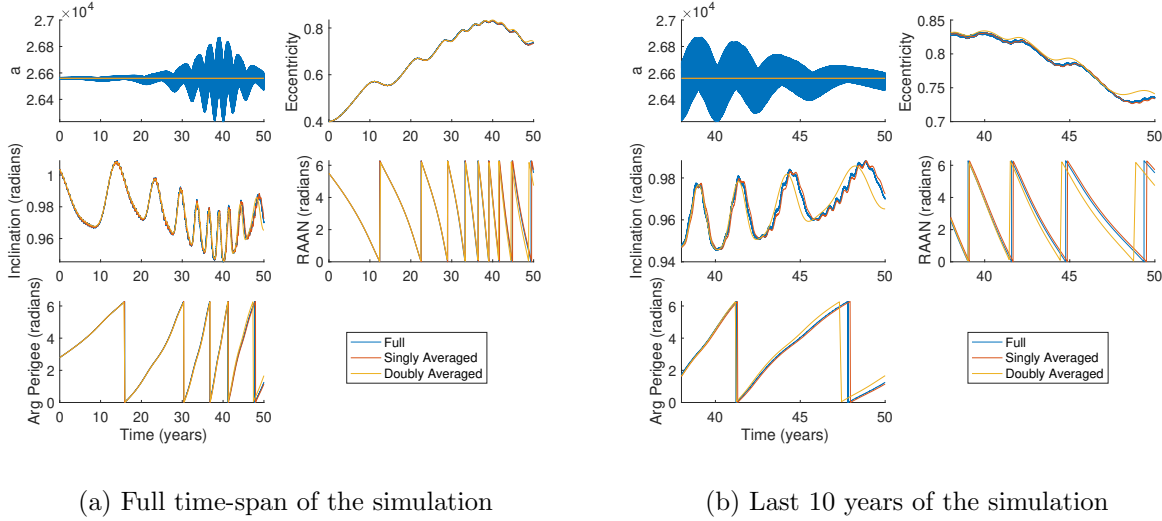 ×10⁴
2.7
2.68
2.66
2.64
a
0 10 20 30 40 50
0.8
0.6
0.4
Eccentricity
0 10 20 30 40 50
1
0.98
0.96
Inclination (radians)
0 10 20 30 40 50
6
4
2
0
RAAN (radians)
0 10 20 30 40 50
6
4
2
0
Arg Perigee (radians)
0 10 20 30 40 50
Time (years)
Full
Singly Averaged
Doubly Averaged
(a) Full time-span of the simulation
×10⁴
2.7
2.68
2.66
2.64
a
40 45 50
0.85
0.8
0.75
0.7
Eccentricity
40 45 50
0.98
0.96
0.94
Inclination (radians)
40 45 50
6
4
2
0
RAAN (radians)
40 45 50
6
4
2
0
Arg Perigee (radians)
40 45 50
Time (years)
Full
Singly Averaged
Doubly Averaged
(b) Last 10 years of the simulation